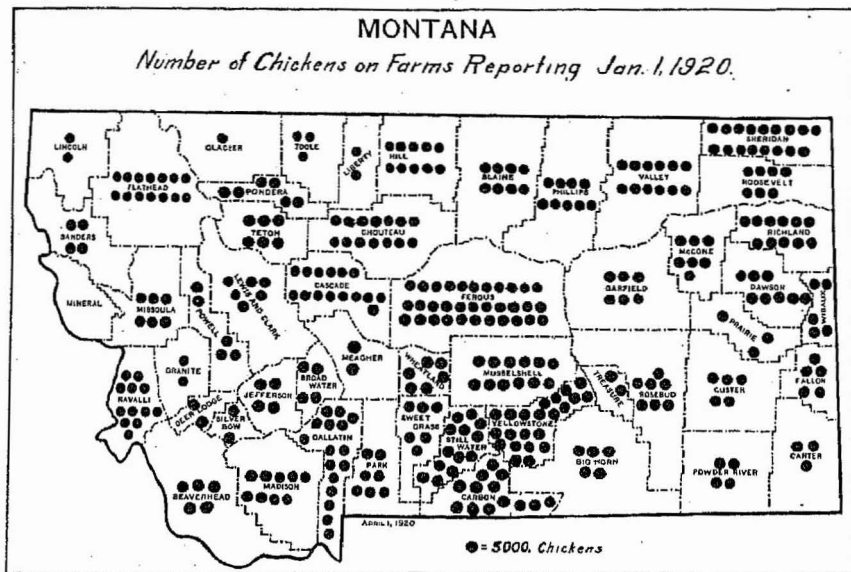 MONTANA
Number of Chickens on Farms Reporting Jan. 1, 1920.
LINCOLN
GLACIER
TOOLE
LIBERTY
HILL
BLAINE
PHILLIPS
VALLEY
SHERIDAN
ROOSEVELT
FLATHEAD
PONDERA
TETON
CHOUTEAU
SANDERS
MINERAL
MISSOULA
POWELL
LEWIS AND CLARK
CASCADE
FERGUS
GARFIELD
McCONE
RICHLAND
DAWSON
WIBAUX
PRAIRIE
RAVALLI
GRANITE
DEER LODGE
SILVER BOW
JEFFERSON
BROAD
WATER
MEAGHER
WHEATLAND
MUSSELSHELL
TREASURE
ROSEBUD
CUSTER
FALLON
GALLATIN
SWEET
GRASS
STILL
WATER
YELLOWSTONE
BEAVERHEAD
MADISON
PARK
CARBON
BIG HORN
POWDER RIVER
CARTER
APRIL 1, 1920
= 5000. Chickens